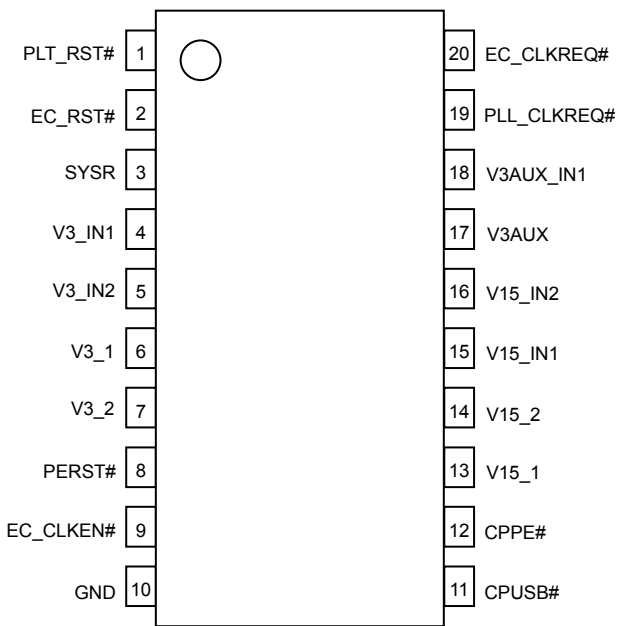 PLT_RST# 1 20 EC_CLKREQ#
EC_RST# 2 19 PLL_CLKREQ#
SYSR 3 18 V3AUX_IN1
V3_IN1 4 17 V3AUX
V3_IN2 5 16 V15_IN2
V3_1 6 15 V15_IN1
V3_2 7 14 V15_2
PERST# 8 13 V15_1
EC_CLKEN# 9 12 CPPE#
GND 10 11 CPUSB#